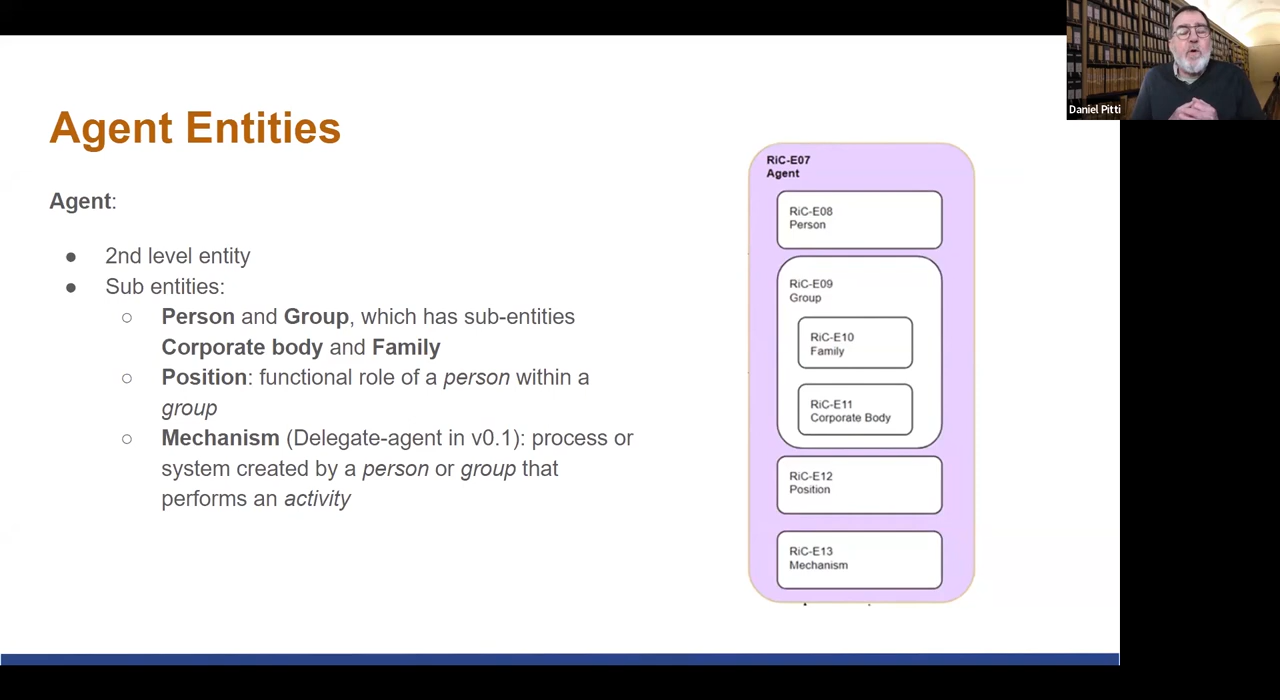 Daniel Pitti
Agent Entities
Agent:
● 2nd level entity
● Sub entities:
○ Person and Group, which has sub-entities
Corporate body and Family
○ Position: functional role of a person within a
group
○ Mechanism (Delegate-agent in v0.1): process or
system created by a person or group that
performs an activity
RiC-E07
Agent
RiC-E08
Person
RiC-E09
Group
RiC-E10
Family
RiC-E11
Corporate Body
RiC-E12
Position
RiC-E13
Mechanism